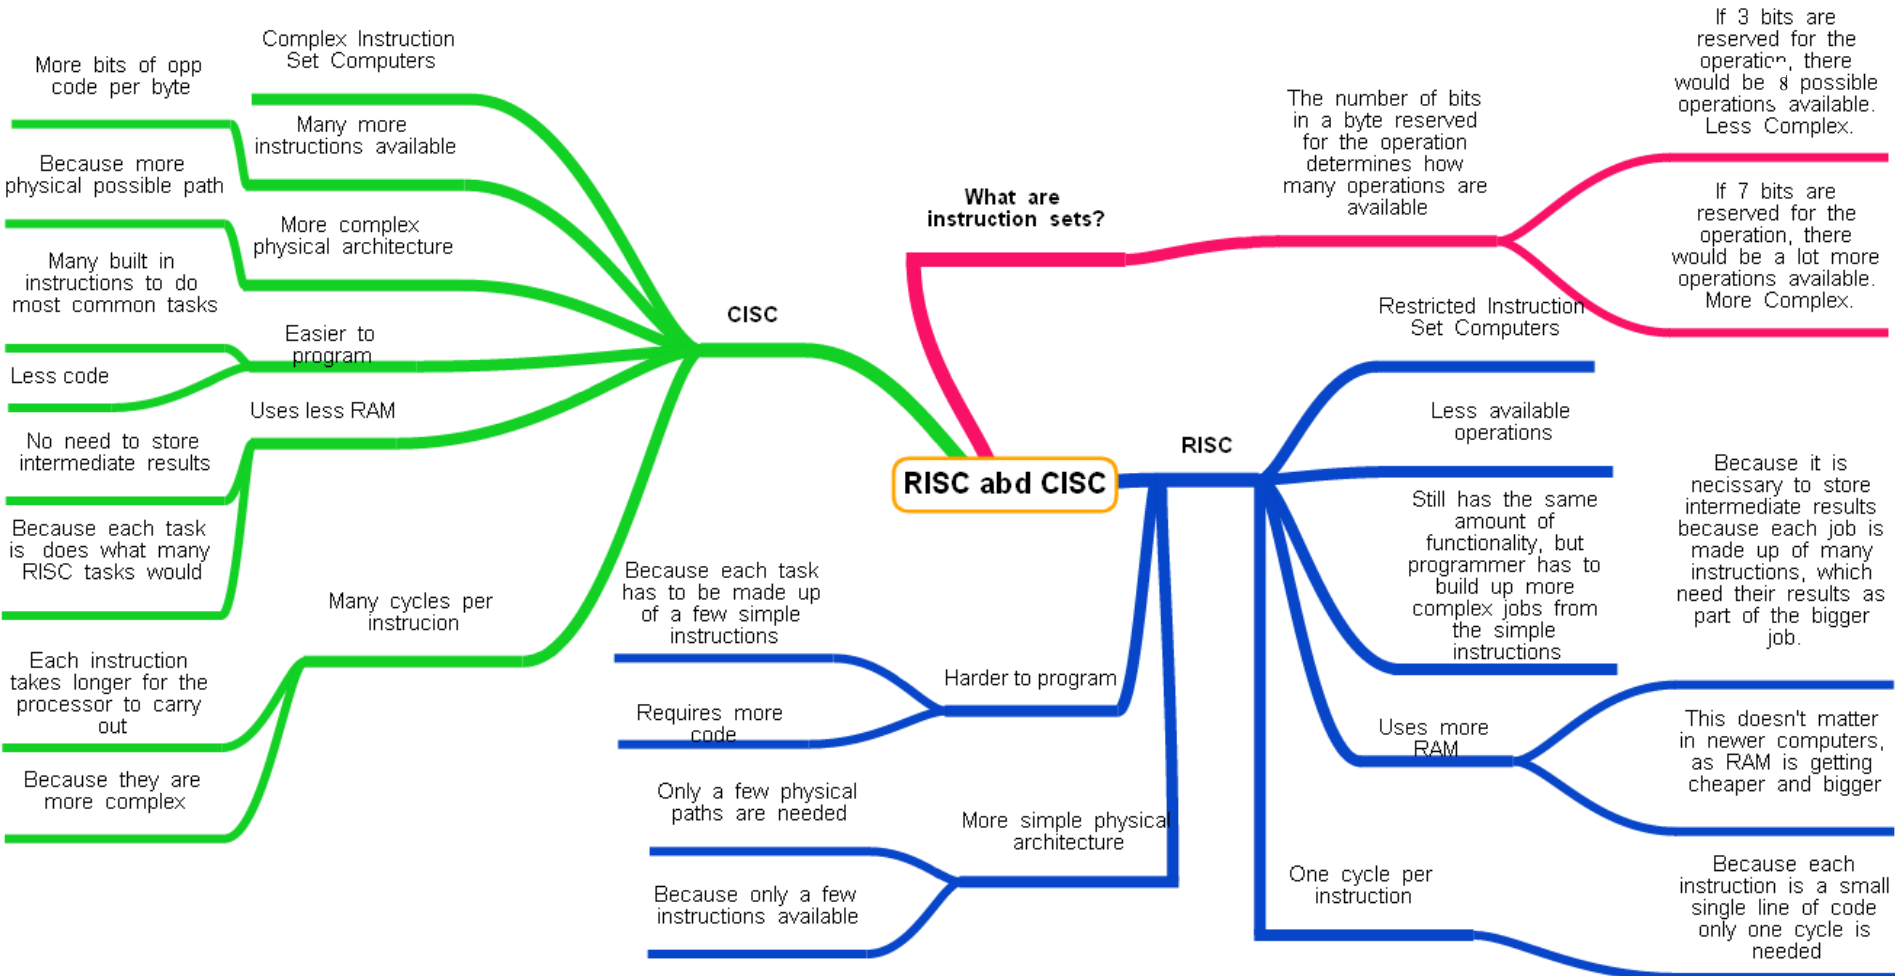 RISC abd CISC
What are
instruction sets?
The number of bits
in a byte reserved
for the operation
determines how
many operations are
available
If 3 bits are
reserved for the
operation, there
would be 8 possible
operations available.
Less Complex.
If 7 bits are
reserved for the
operation, there
would be a lot more
operations available.
More Complex.
CISC
Complex Instruction
Set Computers
Many more
instructions available
More bits of opp
code per byte
More complex
physical architecture
Because more
physical possible path
Easier to
program
Many built in
instructions to do
most common tasks
Less code
Uses less RAM
No need to store
intermediate results
Because each task
is does what many
RISC tasks would
Many cycles per
instrucion
Each instruction
takes longer for the
processor to carry
out
Because they are
more complex
RISC
Restricted Instruction
Set Computers
Less available
operations
Still has the same
amount of
functionality, but
programmer has to
build up more
complex jobs from
the simple
instructions
Uses more
RAM
Because it is
necissary to store
intermediate results
because each job is
made up of many
instructions, which
need their results as
part of the bigger
job.
This doesn't matter
in newer computers,
as RAM is getting
cheaper and bigger
One cycle per
instruction
Because each
instruction is a small
single line of code
only one cycle is
needed
Harder to program
Because each task
has to be made up
of a few simple
instructions
Requires more
code
More simple physical
architecture
Only a few physical
paths are needed
Because only a few
instructions available